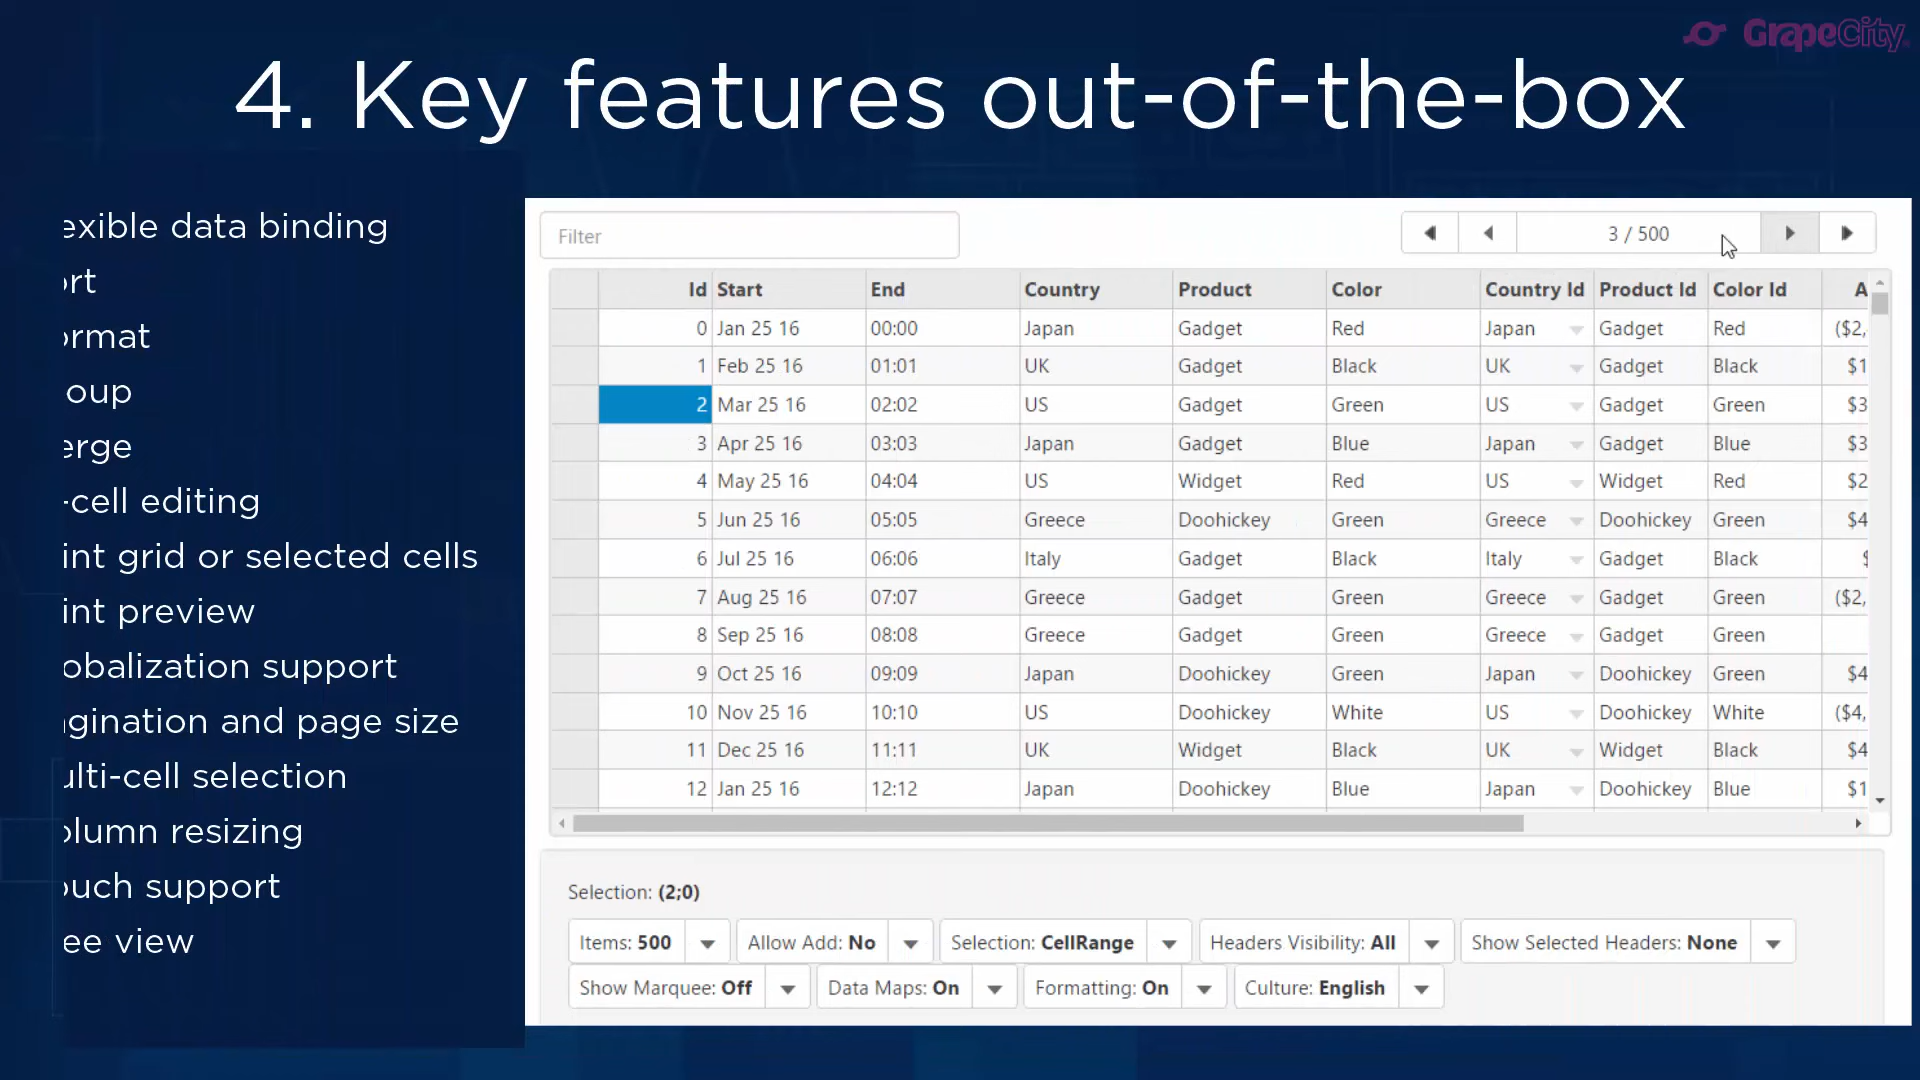 GrapeCity
4. Key features out-of-the-box
exible data binding
ort
ormat
oup
erge
-cell editing
int grid or selected cells
int preview
obalization support
agination and page size
ulti-cell selection
olumn resizing
ouch support
ee view
Filter
3 / 500
Id Start End Country Product Color Country Id Product Id Color Id A
0 Jan 25 16 00:00 Japan Gadget Red Japan Gadget Red ($2,
1 Feb 25 16 01:01 UK Gadget Black UK Gadget Black $1
2 Mar 25 16 02:02 US Gadget Green US Gadget Green $3
3 Apr 25 16 03:03 Japan Gadget Blue Japan Gadget Blue $3
4 May 25 16 04:04 US Widget Red US Widget Red $2
5 Jun 25 16 05:05 Greece Doohickey Green Greece Doohickey Green $4
6 Jul 25 16 06:06 Italy Gadget Black Italy Gadget Black $
7 Aug 25 16 07:07 Greece Gadget Green Greece Gadget Green ($2,
8 Sep 25 16 08:08 Greece Gadget Green Greece Gadget Green
9 Oct 25 16 09:09 Japan Doohickey Green Japan Doohickey Green $4
10 Nov 25 16 10:10 US Doohickey White US Doohickey White ($4,
11 Dec 25 16 11:11 UK Widget Black UK Widget Black $4
12 Jan 25 16 12:12 Japan Doohickey Blue Japan Doohickey Blue $1
Selection: (2;0)
Items: 500 Allow Add: No Selection: CellRange Headers Visibility: All Show Selected Headers: None
Show Marquee: Off Data Maps: On Formatting: On Culture: English